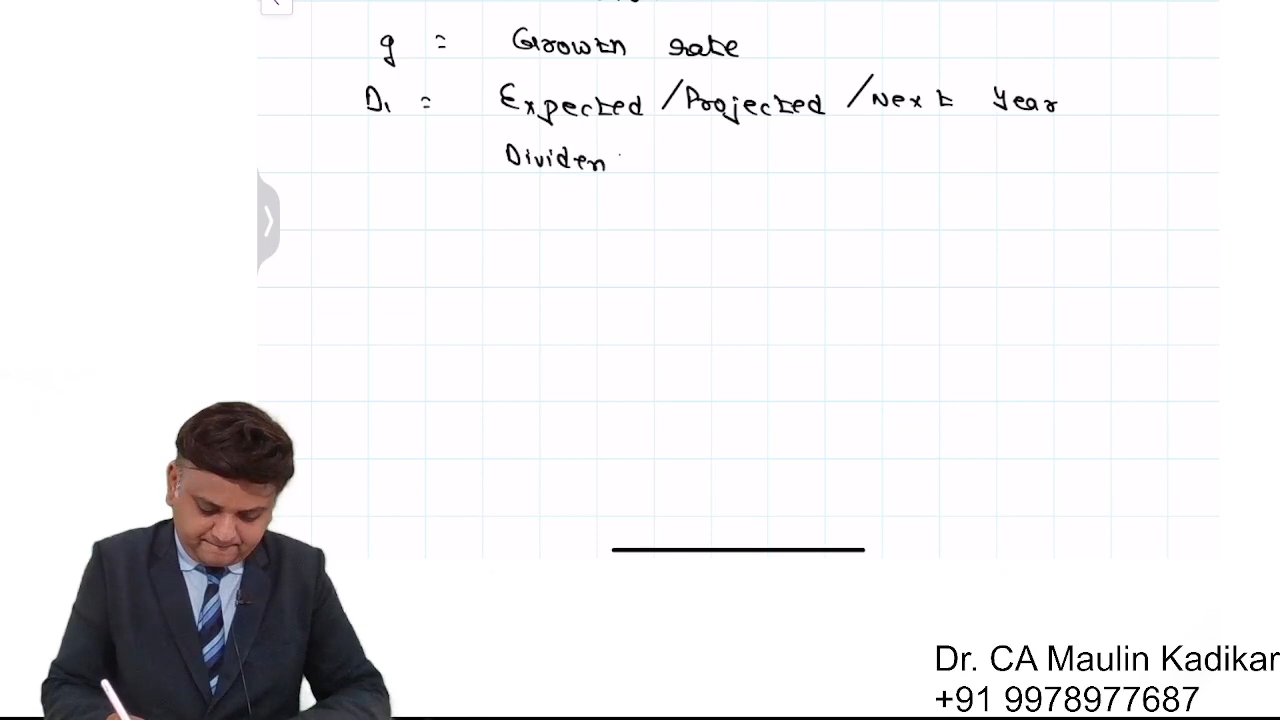 g = Growth rate
D1 = Expected / Projected / Next Year
Dividen
Dr. CA Maulin Kadikar
+91 9978977687